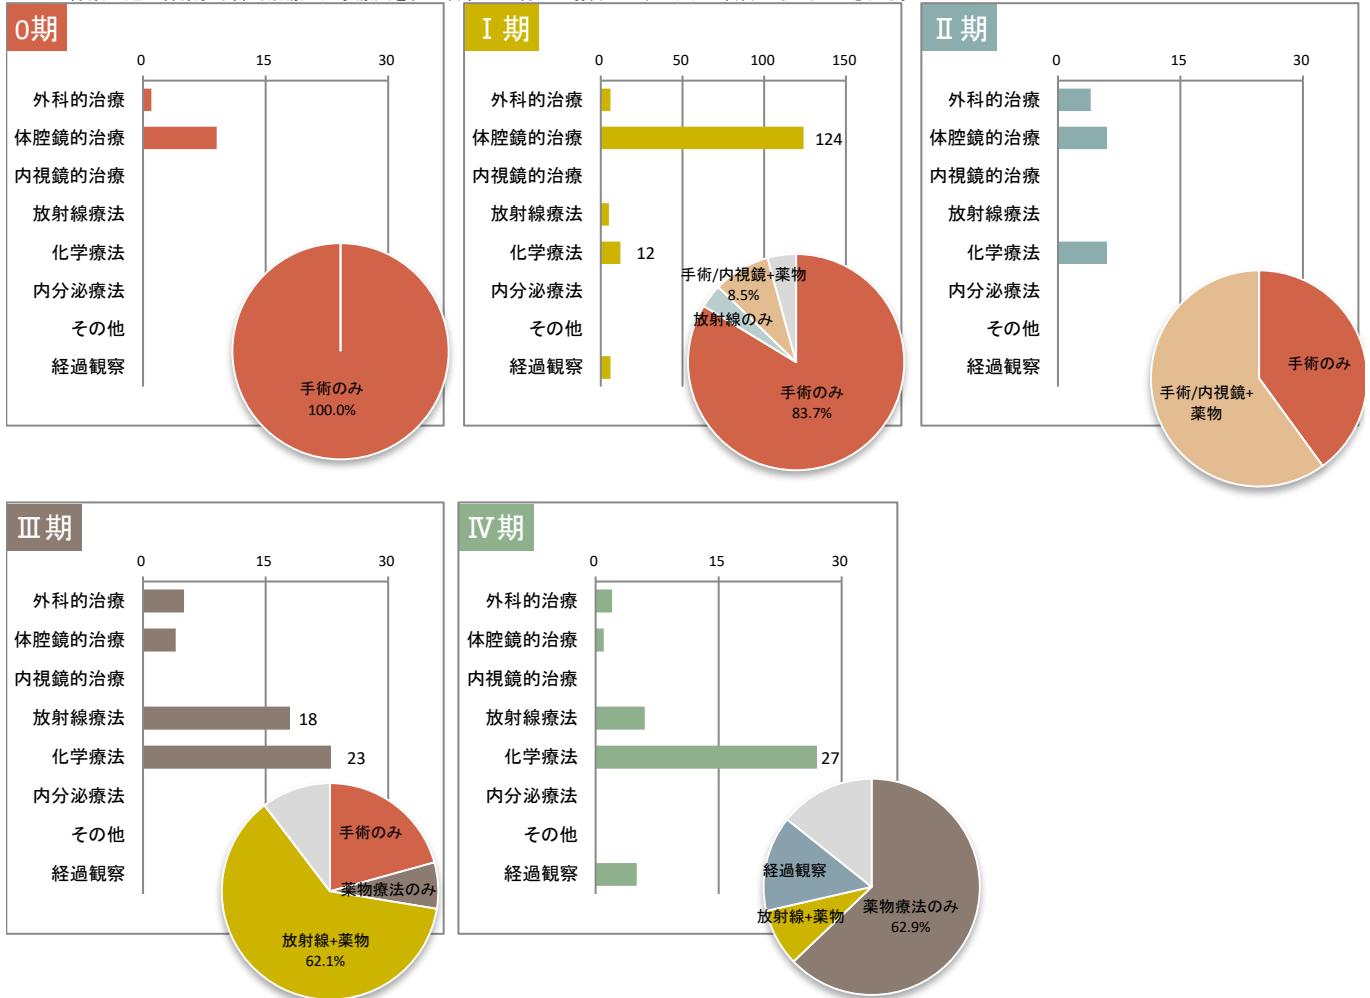 0期
0 15 30
外科的治療
体腔鏡的治療
内視鏡的治療
放射線療法
化学療法
内分泌療法
その他
経過観察
手術のみ
100.0%
Ⅰ期
0 50 100 150
外科的治療
体腔鏡的治療
124
内視鏡的治療
放射線療法
化学療法
12
内分泌療法
その他
経過観察
手術/内視鏡+薬物
8.5%
放射線のみ
手術のみ
83.7%
Ⅱ期
0 15 30
外科的治療
体腔鏡的治療
内視鏡的治療
放射線療法
化学療法
内分泌療法
その他
経過観察
手術のみ
手術/内視鏡+
薬物
Ⅲ期
0 15 30
外科的治療
体腔鏡的治療
内視鏡的治療
放射線療法
18
化学療法
23
内分泌療法
その他
経過観察
手術のみ
薬物療法のみ
放射線+薬物
62.1%
Ⅳ期
0 15 30
外科的治療
体腔鏡的治療
内視鏡的治療
放射線療法
化学療法
27
内分泌療法
その他
経過観察
経過観察
放射線+薬物
薬物療法のみ
62.9%